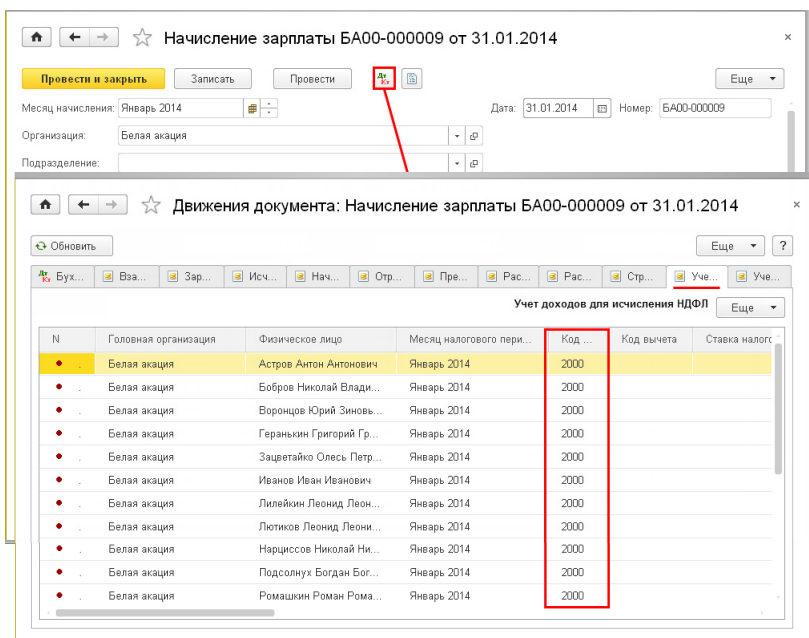 Начисление зарплаты БА00-000009 от 31.01.2014
Провести и закрыть Записать Провести Дт Кт Еще
Месяц начисления: Январь 2014 Дата: 31.01.2014 Номер: БА00-000009
Организация: Белая акация
Подразделение:
Движения документа: Начисление зарплаты БА00-000009 от 31.01.2014
Обновить Еще ?
Дт Кт Бух... Вза... Зар... Исч... Нач... Отр... Пре... Рас... Рас... Стр... Уче... Уче...
Учет доходов для исчисления НДФЛ Еще
N Головная организация Физическое лицо Месяц налогового пери... Код ... Код вычета Ставка налогс
Белая акация Астров Антон Антонович Январь 2014 2000
Белая акация Бобров Николай Влади... Январь 2014 2000
Белая акация Воронцов Юрий Зиновь... Январь 2014 2000
Белая акация Геранькин Григорий Гр... Январь 2014 2000
Белая акация Зацветайко Олесь Петр... Январь 2014 2000
Белая акация Иванов Иван Иванович Январь 2014 2000
Белая акация Лилейкин Леонид Леон... Январь 2014 2000
Белая акация Лютиков Леонид Леони... Январь 2014 2000
Белая акация Нарциссов Николай Ни... Январь 2014 2000
Белая акация Подсолнух Богдан Бог... Январь 2014 2000
Белая акация Ромашкин Роман Рома... Январь 2014 2000